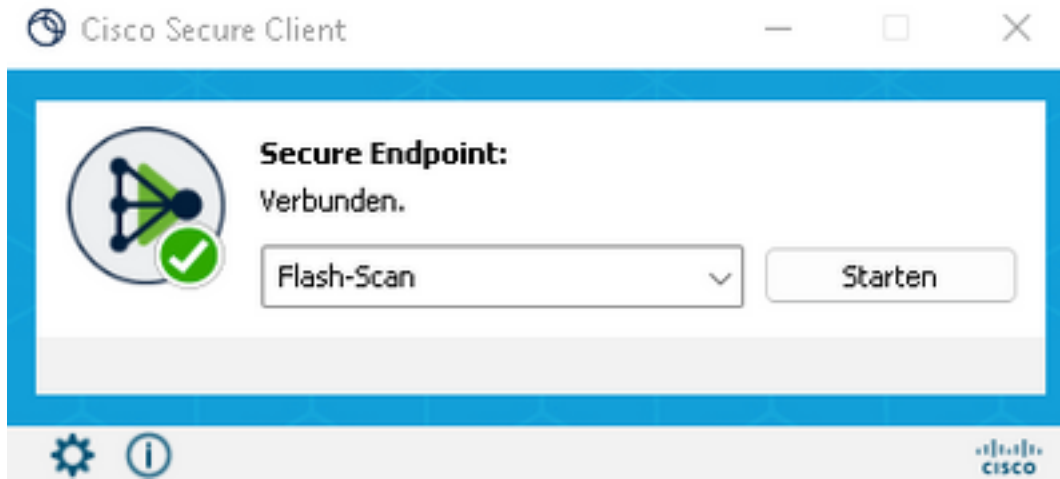 Cisco Secure Client
Secure Endpoint:
Verbunden.
Flash-Scan
Starten
CISCO